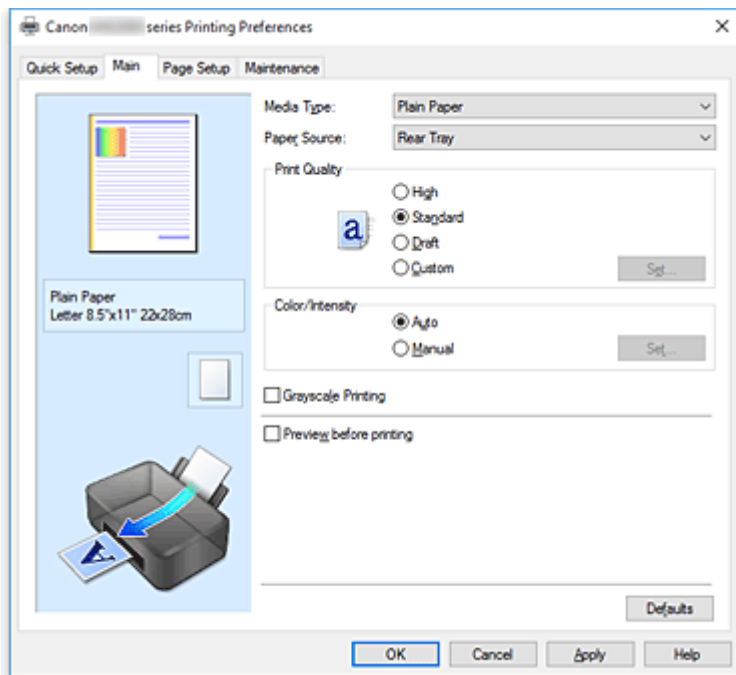 Canon series Printing Preferences
Quick Setup Main Page Setup Maintenance
Media Type: Plain Paper
Paper Source: Rear Tray
Print Quality
High
a Standard
Draft
Custom Set...
Plain Paper
Letter 8.5"x11" 22x28cm
Color/Intensity
Auto
Manual Set...
Grayscale Printing
Preview before printing
A
Defaults
OK Cancel Apply Help